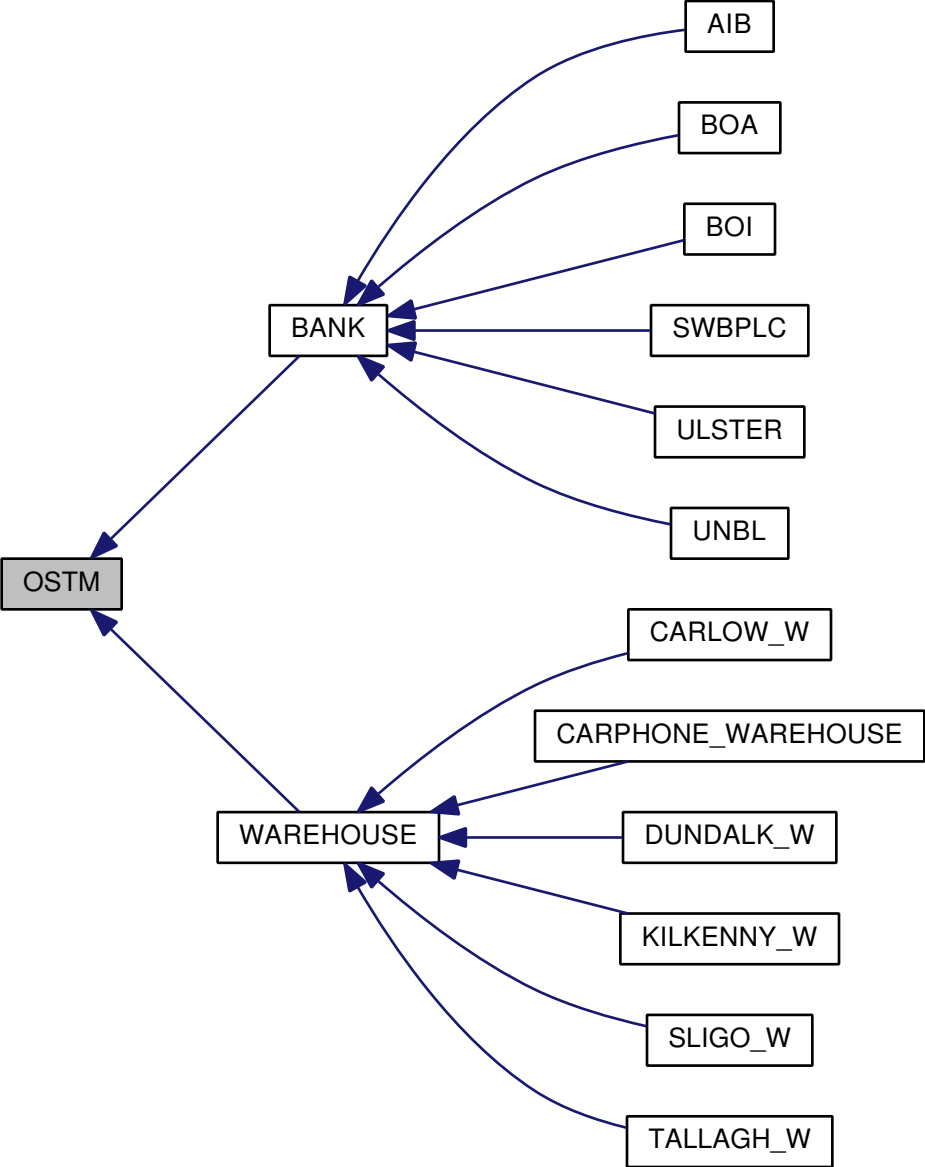 AIB
BOA
BOI
BANK
SWBPLC
ULSTER
UNBL
OSTM
CARLOW_W
CARPHONE_WAREHOUSE
WAREHOUSE
DUNDALK_W
KILKENNY_W
SLIGO_W
TALLAGH_W